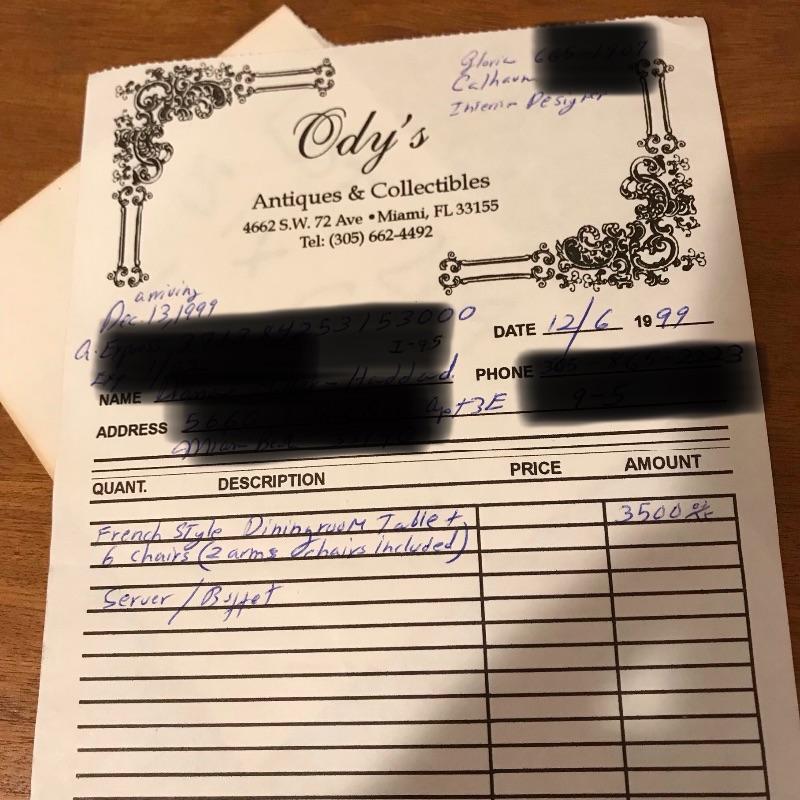 Gloria
Calhoun
Interior Designer
Ody's
Antiques & Collectibles
4662 S.W. 72 Ave • Miami, FL 33155
Tel: (305) 662-4492
arriving
Dec. 13, 1999
DATE 12/6 1999
NAME
PHONE
9-5
ADDRESS Apt 3E
QUANT. DESCRIPTION PRICE AMOUNT
French Style Diningroom Table + 3500
6 chairs (2 arms chairs included)
Server / Buffet